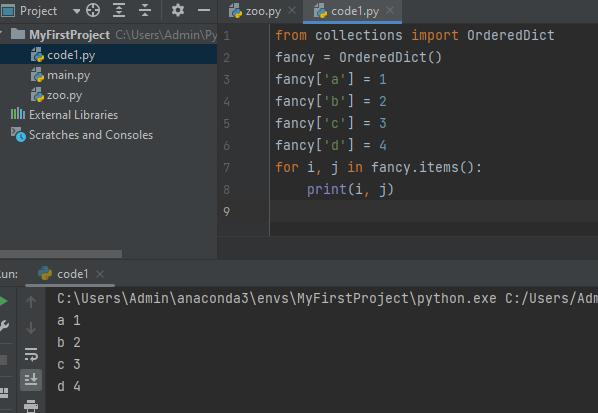 Project
zoo.py
code1.py
MyFirstProject C:\Users\Admin\Py
code1.py
main.py
zoo.py
External Libraries
Scratches and Consoles
1 from collections import OrderedDict
2 fancy = OrderedDict()
3 fancy['a'] = 1
4 fancy['b'] = 2
5 fancy['c'] = 3
6 fancy['d'] = 4
7 for i, j in fancy.items():
8     print(i, j)
9
Run: code1
C:\Users\Admin\anaconda3\envs\MyFirstProject\python.exe C:/Users/Adm
a 1
b 2
c 3
d 4